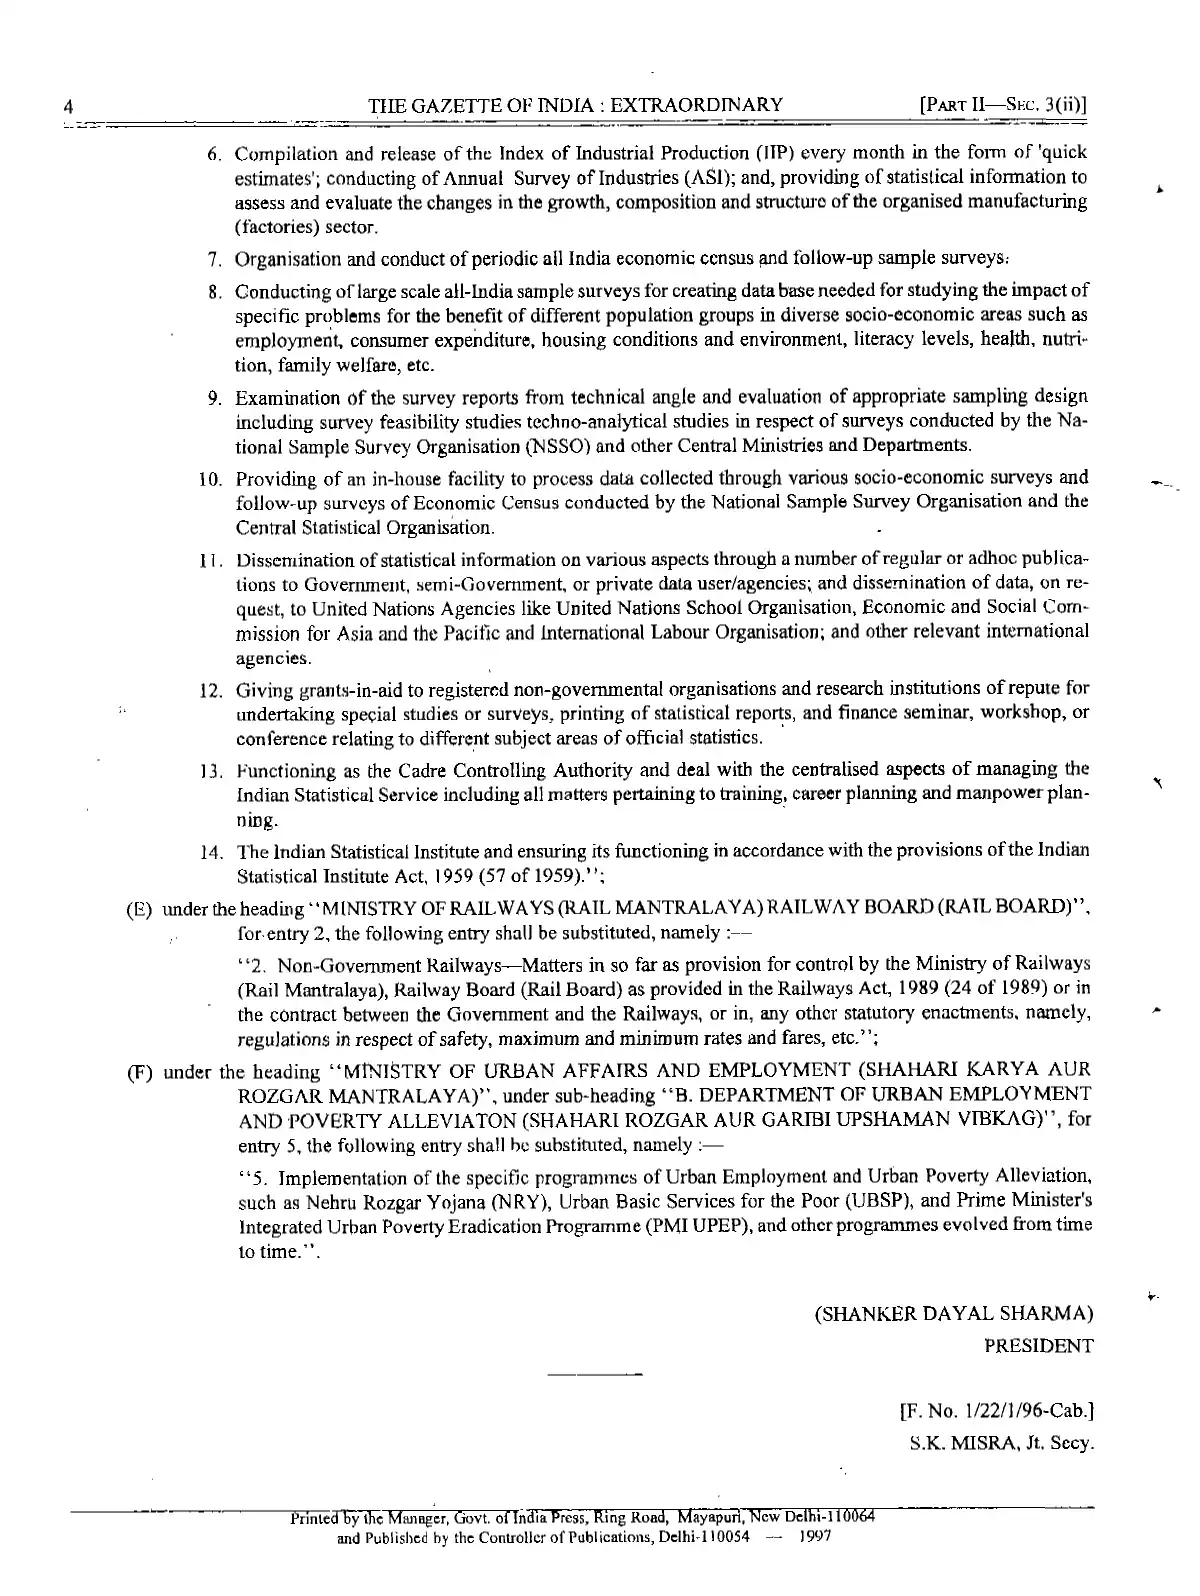 4 THE GAZETTE OF INDIA : EXTRAORDINARY [PART II—SEC. 3(ii)]
6. Compilation and release of the Index of Industrial Production (IIP) every month in the form of 'quick
estimates'; conducting of Annual Survey of Industries (ASI); and, providing of statistical information to
assess and evaluate the changes in the growth, composition and structure of the organised manufacturing
(factories) sector.
7. Organisation and conduct of periodic all India economic census and follow-up sample surveys.
8. Conducting of large scale all-India sample surveys for creating data base needed for studying the impact of
specific problems for the benefit of different population groups in diverse socio-economic areas such as
employment, consumer expenditure, housing conditions and environment, literacy levels, health, nutri-
tion, family welfare, etc.
9. Examination of the survey reports from technical angle and evaluation of appropriate sampling design
including survey feasibility studies techno-analytical studies in respect of surveys conducted by the Na-
tional Sample Survey Organisation (NSSO) and other Central Ministries and Departments.
10. Providing of an in-house facility to process data collected through various socio-economic surveys and
follow-up surveys of Economic Census conducted by the National Sample Survey Organisation and the
Central Statistical Organisation.
11. Dissemination of statistical information on various aspects through a number of regular or adhoc publica-
tions to Government, semi-Government, or private data user/agencies; and dissemination of data, on re-
quest, to United Nations Agencies like United Nations School Organisation, Economic and Social Com-
mission for Asia and the Pacific and International Labour Organisation; and other relevant international
agencies.
12. Giving grants-in-aid to registered non-governmental organisations and research institutions of repute for
undertaking special studies or surveys, printing of statistical reports, and finance seminar, workshop, or
conference relating to different subject areas of official statistics.
13. Functioning as the Cadre Controlling Authority and deal with the centralised aspects of managing the
Indian Statistical Service including all matters pertaining to training, career planning and manpower plan-
ning.
14. The Indian Statistical Institute and ensuring its functioning in accordance with the provisions of the Indian
Statistical Institute Act, 1959 (57 of 1959).'';
(E) under the heading ''MINISTRY OF RAILWAYS (RAIL MANTRALAYA) RAILWAY BOARD (RAIL BOARD)'',
for entry 2, the following entry shall be substituted, namely :—
''2. Non-Government Railways—Matters in so far as provision for control by the Ministry of Railways
(Rail Mantralaya), Railway Board (Rail Board) as provided in the Railways Act, 1989 (24 of 1989) or in
the contract between the Government and the Railways, or in, any other statutory enactments, namely,
regulations in respect of safety, maximum and minimum rates and fares, etc.'';
(F) under the heading ''MINISTRY OF URBAN AFFAIRS AND EMPLOYMENT (SHAHARI KARYA AUR
ROZGAR MANTRALAYA)'', under sub-heading ''B. DEPARTMENT OF URBAN EMPLOYMENT
AND POVERTY ALLEVIATON (SHAHARI ROZGAR AUR GARIBI UPSHAMAN VIBKAG)'', for
entry 5, the following entry shall be substituted, namely :—
''5. Implementation of the specific programmes of Urban Employment and Urban Poverty Alleviation,
such as Nehru Rozgar Yojana (NRY), Urban Basic Services for the Poor (UBSP), and Prime Minister's
Integrated Urban Poverty Eradication Programme (PMI UPEP), and other programmes evolved from time
to time.''.
(SHANKER DAYAL SHARMA)
PRESIDENT
[F. No. 1/22/1/96-Cab.]
S.K. MISRA, Jt. Secy.
Printed by the Manager, Govt. of India Press, Ring Road, Mayapuri, New Delhi-110064
and Published by the Controller of Publications, Delhi-110054 — 1997